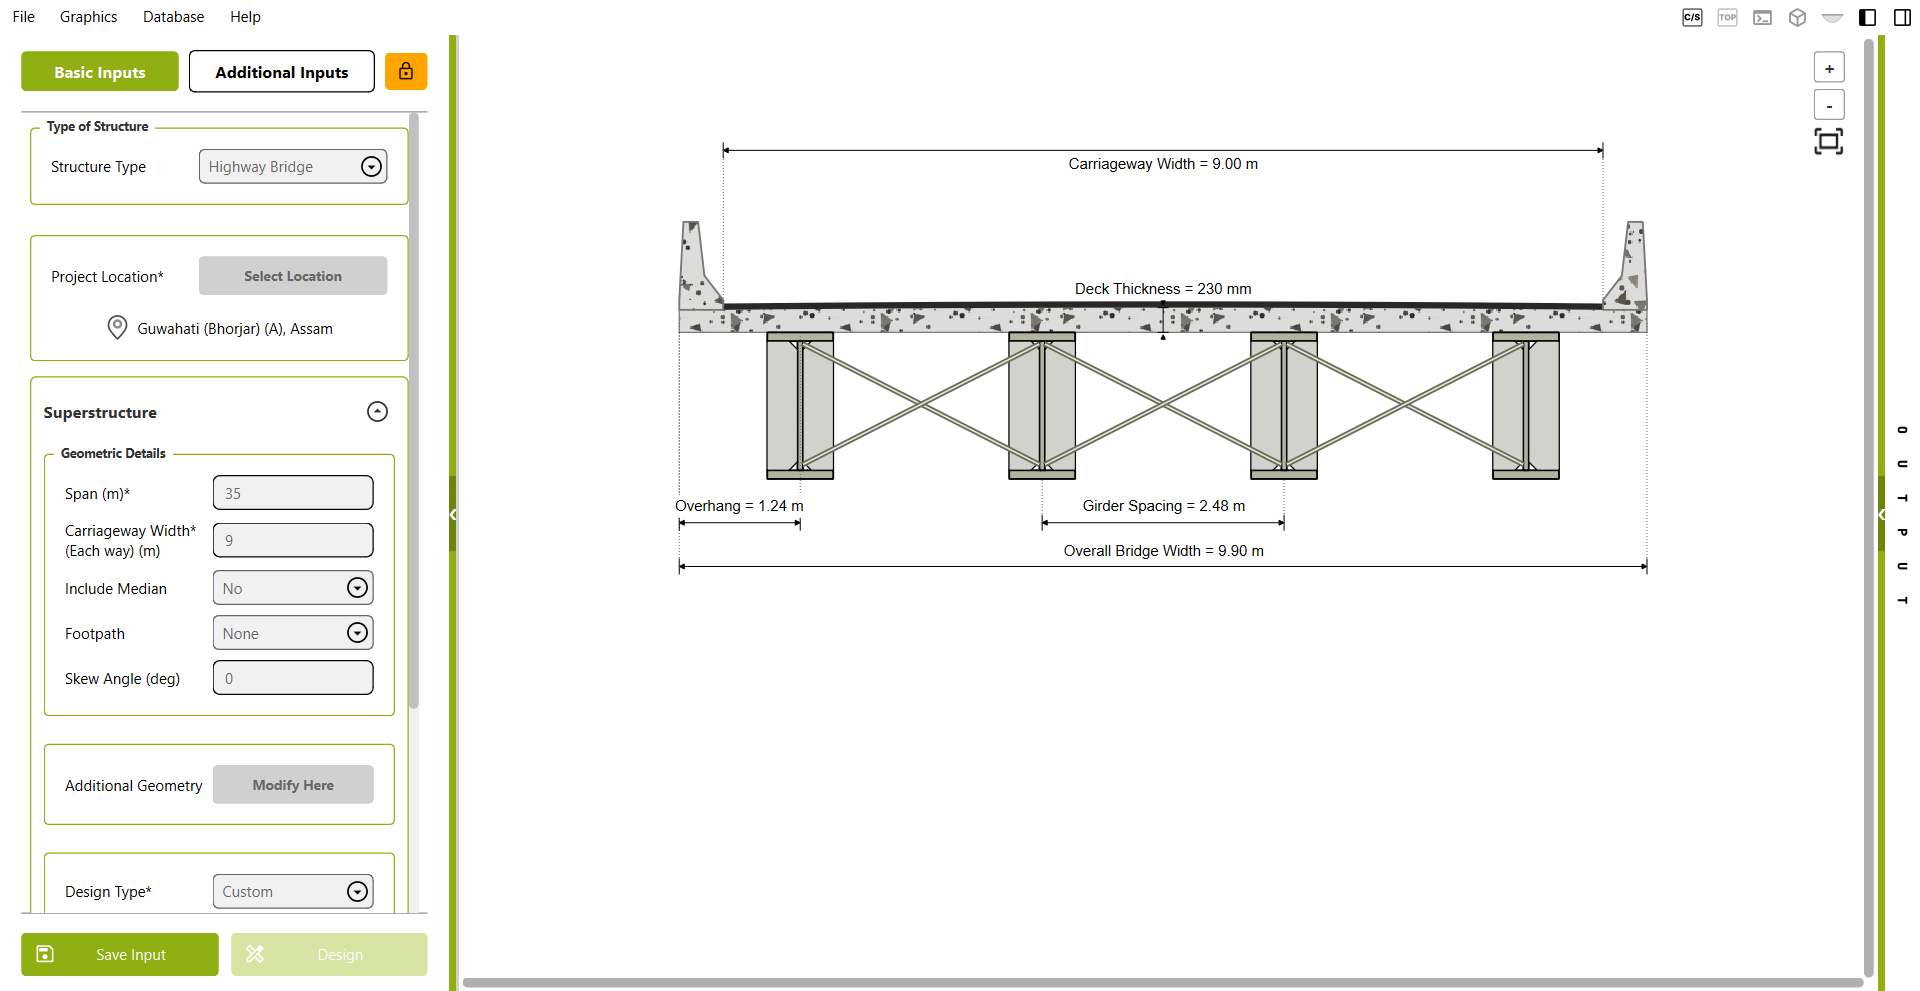 File Graphics Database Help
C/S TOP
Basic Inputs Additional Inputs
Type of Structure
Structure Type Highway Bridge
Project Location* Select Location
Guwahati (Bhorjar) (A), Assam
Superstructure
Geometric Details
Span (m)* 35
Carriageway Width*
(Each way) (m) 9
Include Median No
Footpath None
Skew Angle (deg) 0
Additional Geometry Modify Here
Design Type* Custom
Save Input Design
+
-
Carriageway Width = 9.00 m
Deck Thickness = 230 mm
Overhang = 1.24 m
Girder Spacing = 2.48 m
Overall Bridge Width = 9.90 m
OUTPUT